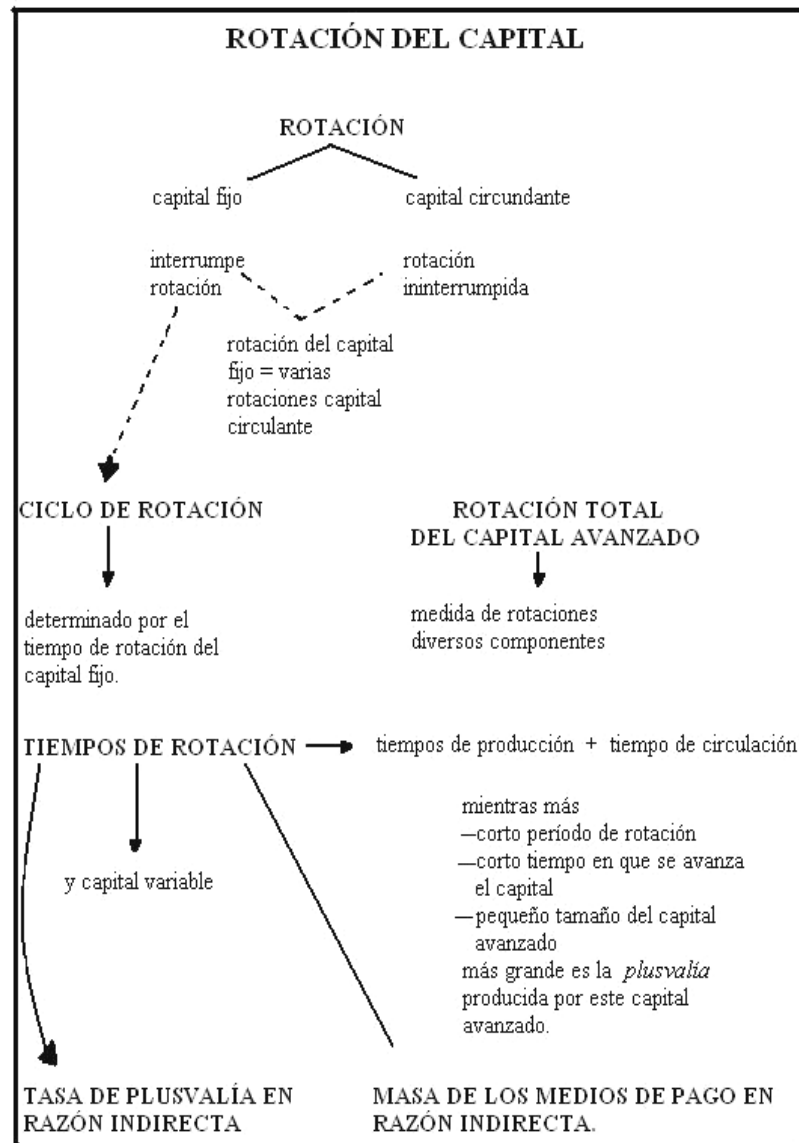 ROTACIÓN DEL CAPITAL
ROTACIÓN
capital fijo
capital circundante
interrumpe
rotación
rotación
ininterrumpida
rotación del capital
fijo = varias
rotaciones capital
circulante
CICLO DE ROTACIÓN
ROTACIÓN TOTAL
DEL CAPITAL AVANZADO
determinado por el
tiempo de rotación del
capital fijo.
medida de rotaciones
diversos componentes
TIEMPOS DE ROTACIÓN
tiempos de producción + tiempo de circulación
y capital variable
mientras más
—corto período de rotación
—corto tiempo en que se avanza
el capital
—pequeño tamaño del capital
avanzado
más grande es la plusvalía
producida por este capital
avanzado.
TASA DE PLUSVALÍA EN
RAZÓN INDIRECTA
MASA DE LOS MEDIOS DE PAGO EN
RAZÓN INDIRECTA.